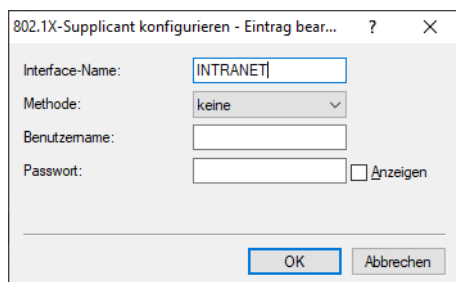 802.1X-Supplicant konfigurieren - Eintrag bear... ?
Interface-Name: INTRANET
Methode: keine
Benutzername:
Passwort: Anzeigen
OK Abbrechen